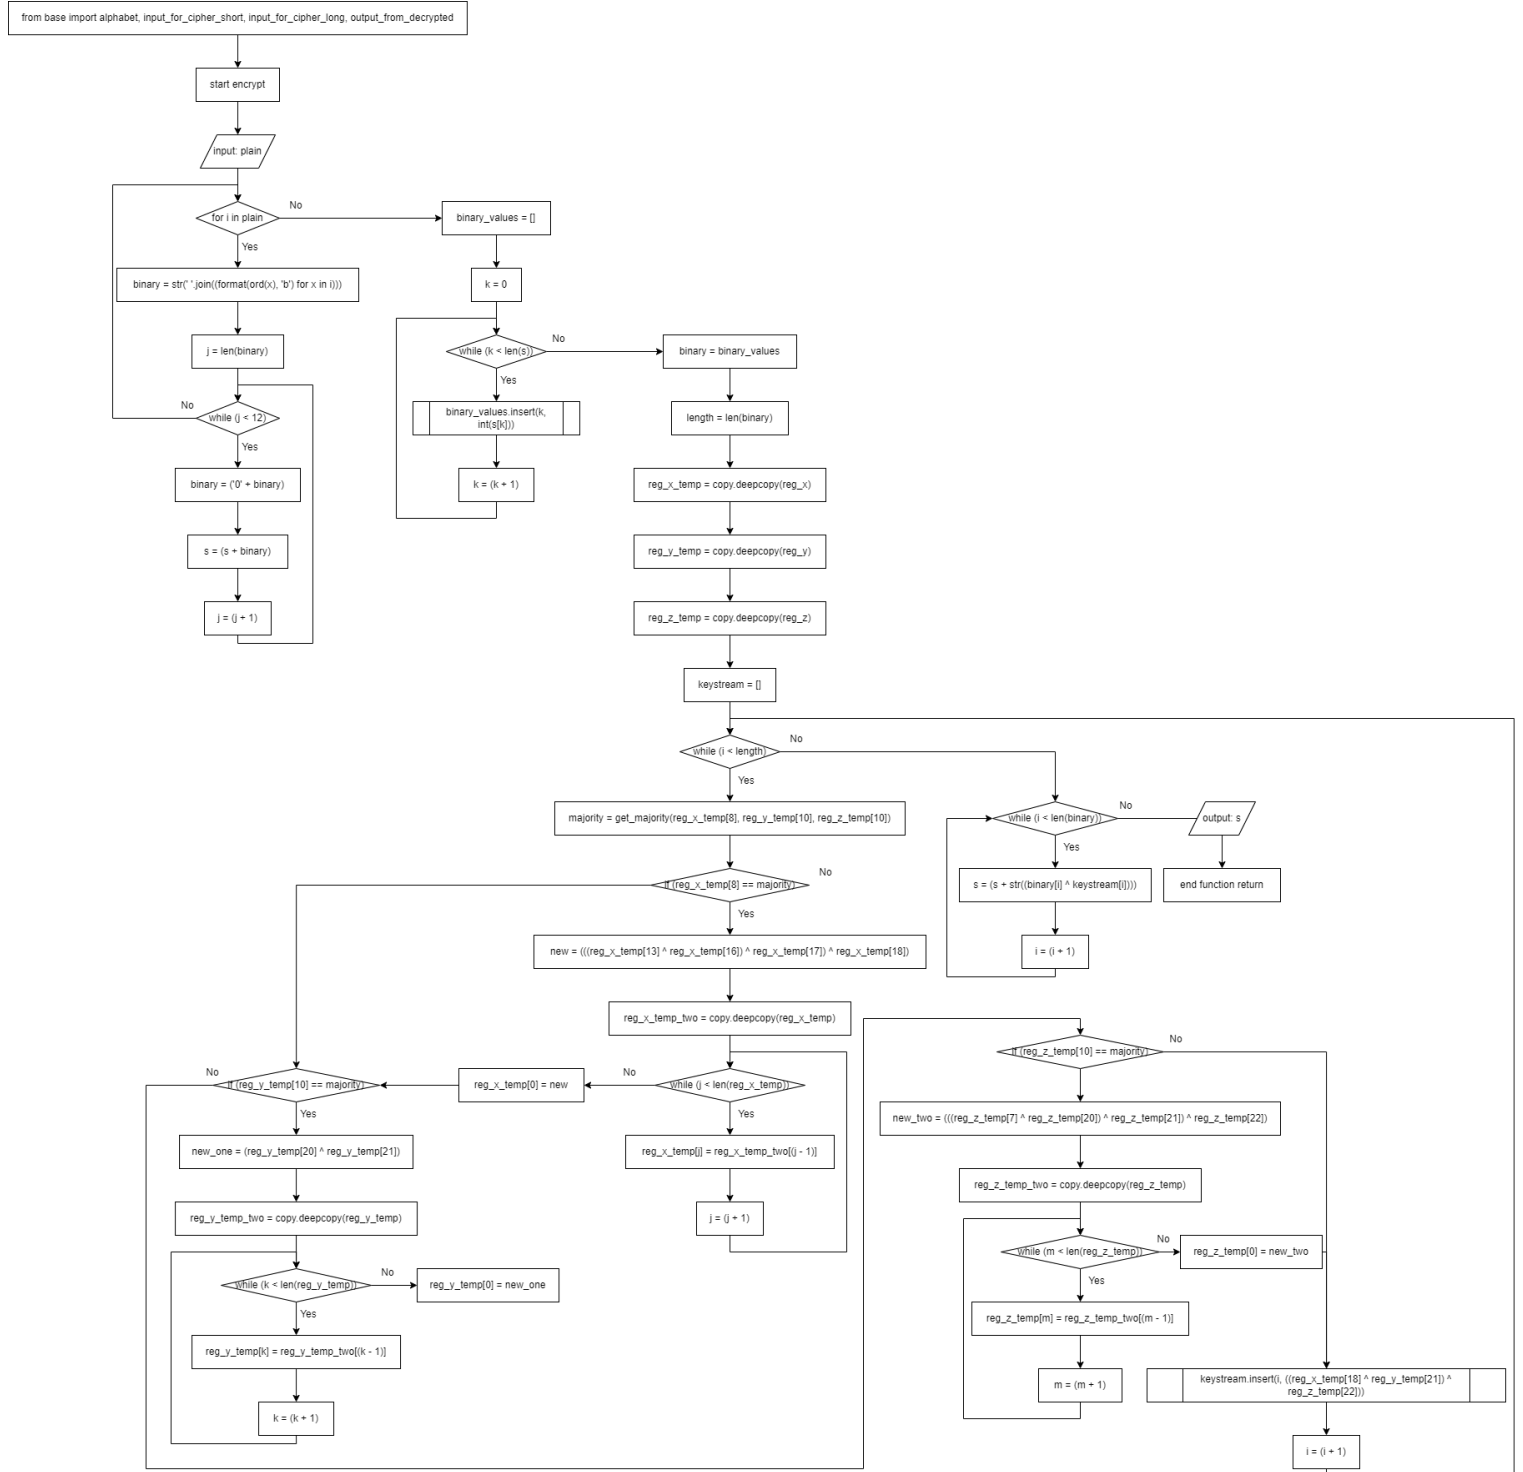 from base import alphabet, input_for_cipher_short, input_for_cipher_long, output_from_decrypted
start encrypt
input: plain
for i in plain
No
Yes
binary = str(' '.join((format(ord(x), 'b') for x in i)))
j = len(binary)
while (j < 12)
No
Yes
binary = ('0' + binary)
s = (s + binary)
j = (j + 1)
binary_values = []
k = 0
while (k < len(s))
No
Yes
binary_values.insert(k,
int(s[k]))
k = (k + 1)
binary = binary_values
length = len(binary)
reg_x_temp = copy.deepcopy(reg_x)
reg_y_temp = copy.deepcopy(reg_y)
reg_z_temp = copy.deepcopy(reg_z)
keystream = []
while (i < length)
No
Yes
majority = get_majority(reg_x_temp[8], reg_y_temp[10], reg_z_temp[10])
if (reg_x_temp[8] == majority)
No
Yes
new = (((reg_x_temp[13] ^ reg_x_temp[16]) ^ reg_x_temp[17]) ^ reg_x_temp[18])
reg_x_temp_two = copy.deepcopy(reg_x_temp)
while (j < len(reg_x_temp))
No
Yes
reg_x_temp[0] = new
reg_x_temp[j] = reg_x_temp_two[(j - 1)]
j = (j + 1)
if (reg_y_temp[10] == majority)
No
Yes
new_one = (reg_y_temp[20] ^ reg_y_temp[21])
reg_y_temp_two = copy.deepcopy(reg_y_temp)
while (k < len(reg_y_temp))
No
Yes
reg_y_temp[0] = new_one
reg_y_temp[k] = reg_y_temp_two[(k - 1)]
k = (k + 1)
while (i < len(binary))
No
Yes
output: s
end function return
s = (s + str((binary[i] ^ keystream[i])))
i = (i + 1)
if (reg_z_temp[10] == majority)
No
Yes
new_two = (((reg_z_temp[7] ^ reg_z_temp[20]) ^ reg_z_temp[21]) ^ reg_z_temp[22])
reg_z_temp_two = copy.deepcopy(reg_z_temp)
while (m < len(reg_z_temp))
No
Yes
reg_z_temp[0] = new_two
reg_z_temp[m] = reg_z_temp_two[(m - 1)]
m = (m + 1)
keystream.insert(i, ((reg_x_temp[18] ^ reg_y_temp[21]) ^
reg_z_temp[22]))
i = (i + 1)